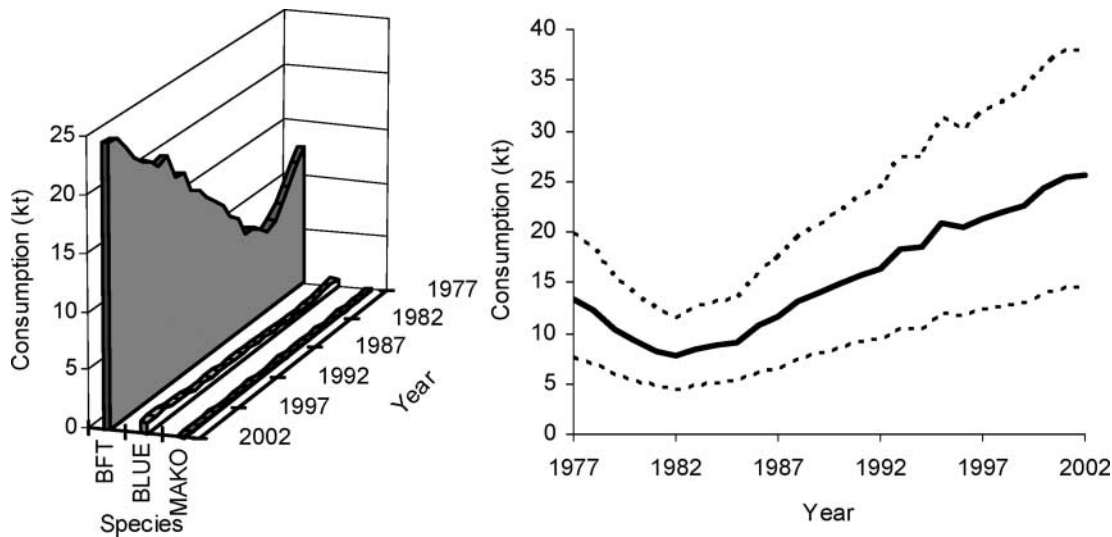 25
20
15
10
5
0
Consumption (kt)
BFT
BLUE
MAKO
Species
1977
1982
1987
1992
1997
2002
Year
40
35
30
25
20
15
10
5
0
Consumption (kt)
1977 1982 1987 1992 1997 2002
Year